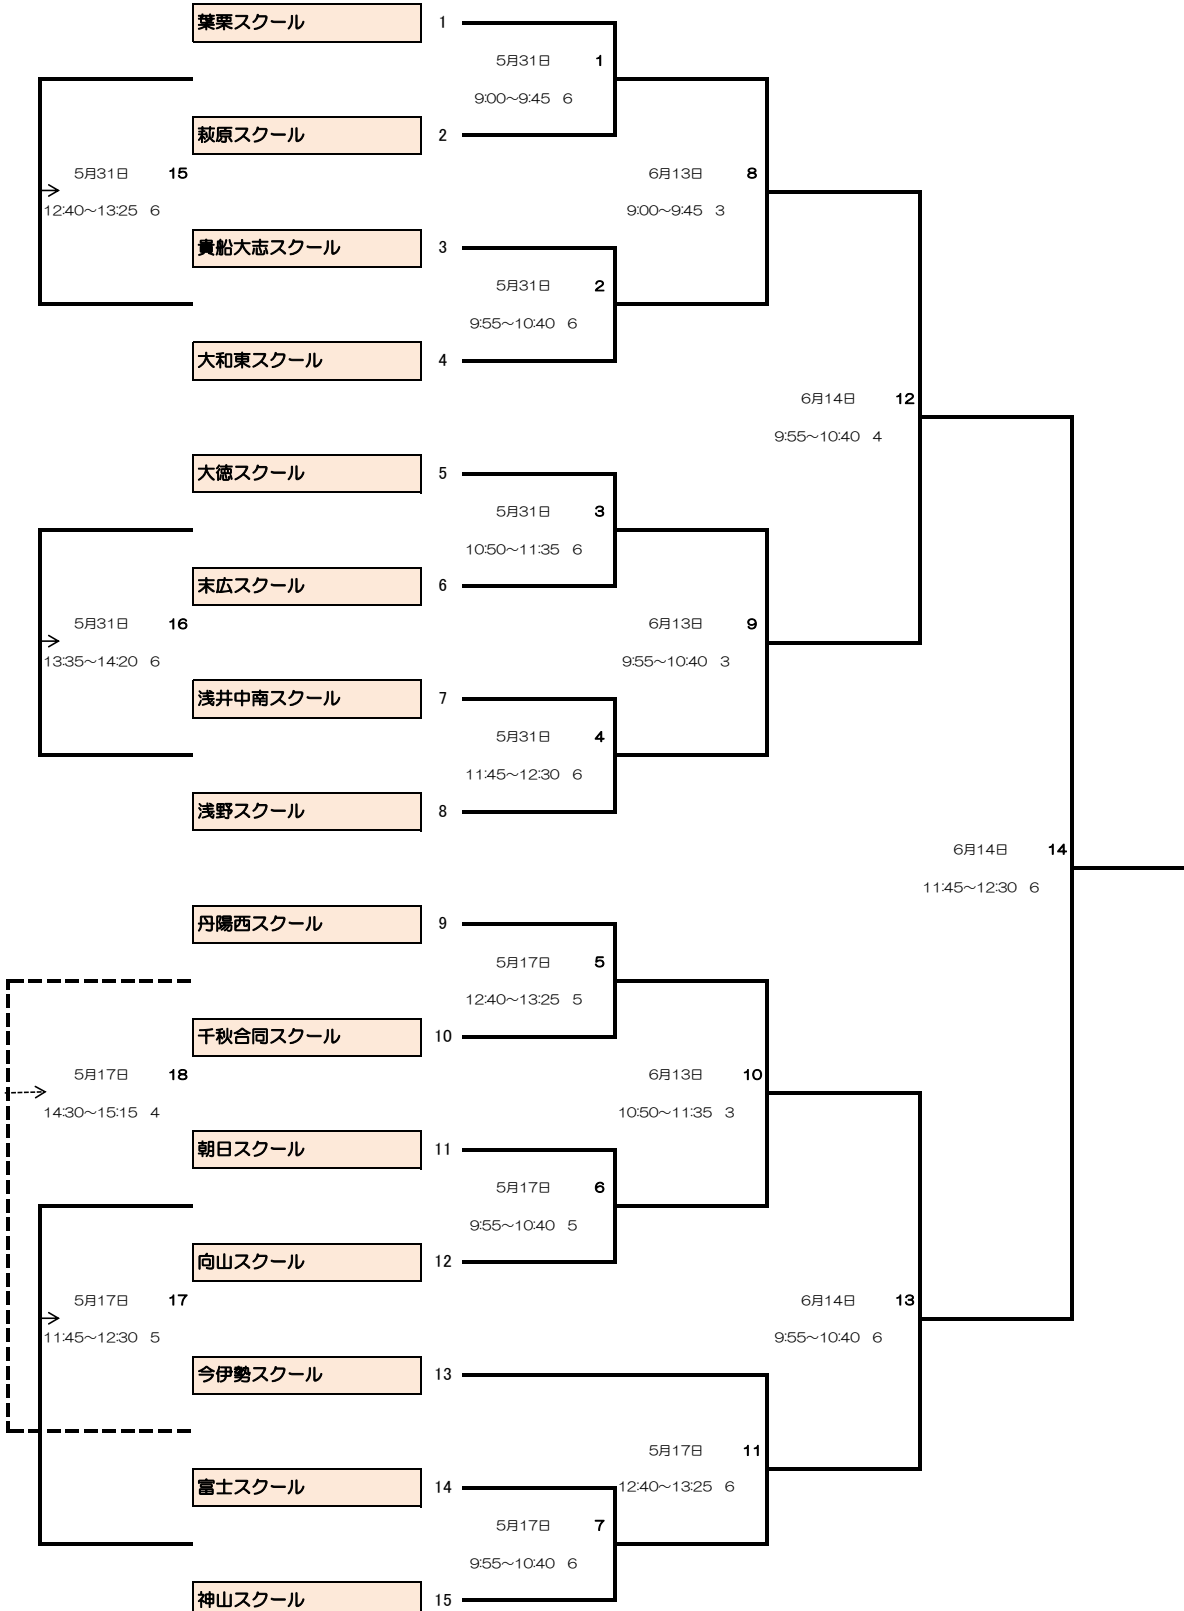 葉栗スクール 1
5月31日 1
9:00～9:45 6
萩原スクール 2
5月31日 15
6月13日 8
12:40～13:25 6
9:00～9:45 3
貴船大志スクール 3
5月31日 2
9:55～10:40 6
大和東スクール 4
6月14日 12
9:55～10:40 4
大徳スクール 5
5月31日 3
10:50～11:35 6
末広スクール 6
5月31日 16
6月13日 9
13:35～14:20 6
9:55～10:40 3
浅井中南スクール 7
5月31日 4
11:45～12:30 6
浅野スクール 8
6月14日 14
11:45～12:30 6
丹陽西スクール 9
5月17日 5
12:40～13:25 5
千秋合同スクール 10
5月17日 18
6月13日 10
14:30～15:15 4
10:50～11:35 3
朝日スクール 11
5月17日 6
9:55～10:40 5
向山スクール 12
5月17日 17
6月14日 13
11:45～12:30 5
9:55～10:40 6
今伊勢スクール 13
5月17日 11
12:40～13:25 6
富士スクール 14
5月17日 7
9:55～10:40 6
神山スクール 15